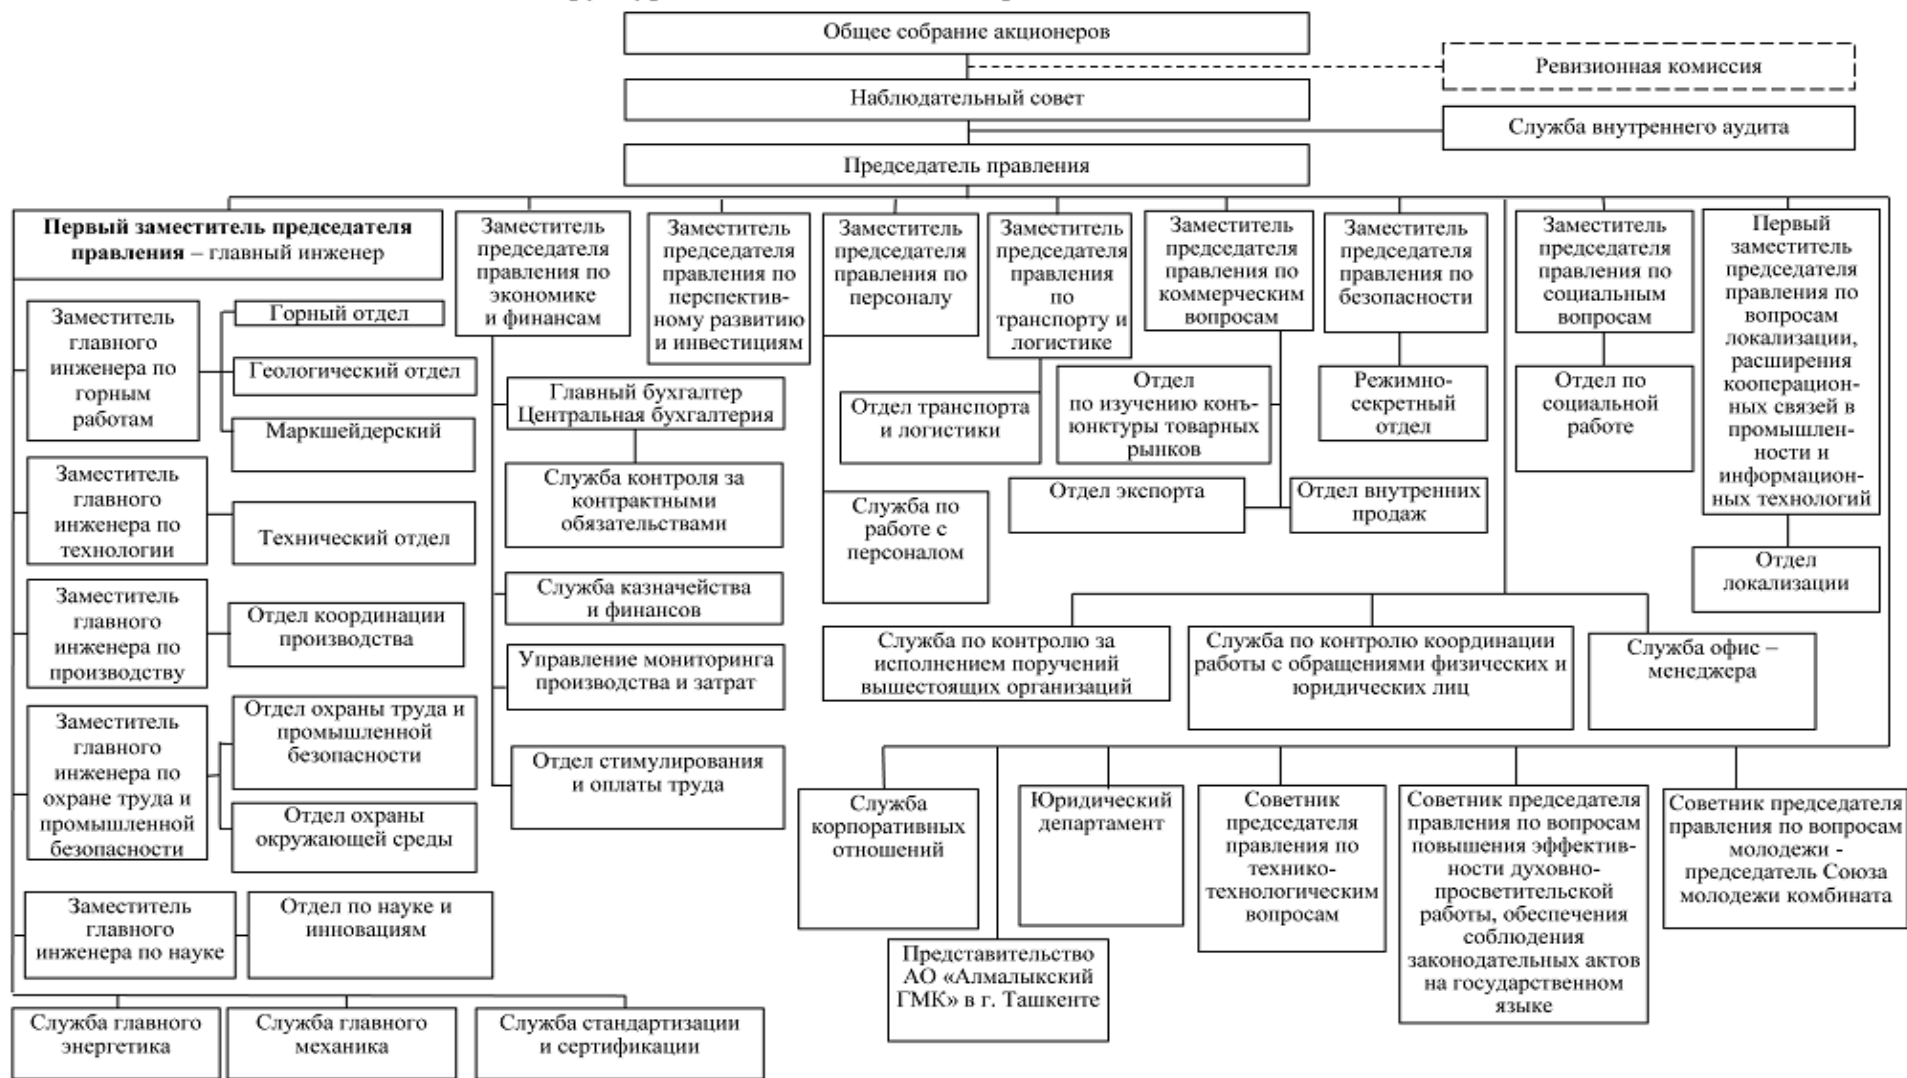 Общее собрание акционеров
Ревизионная комиссия
Наблюдательный совет
Служба внутреннего аудита
Председатель правления
Первый заместитель председателя
правления – главный инженер
Заместитель
председателя
правления по
экономике
и финансам
Заместитель
председателя
правления по
перспектив-
ному развитию
и инвестициям
Заместитель
председателя
правления по
персоналу
Заместитель
председателя
правления
по
транспорту и
логистике
Заместитель
председателя
правления по
коммерческим
вопросам
Заместитель
председателя
правления по
безопасности
Заместитель
председателя
правления по
социальным
вопросам
Первый
заместитель
председателя
правления по
вопросам
локализации,
расширения
кооперацион-
ных связей в
промышлен-
ности и
информацион-
ных технологий
Заместитель
главного
инженера по
горным
работам
Горный отдел
Геологический отдел
Маркшейдерский
Главный бухгалтер
Центральная бухгалтерия
Отдел транспорта
и логистики
Отдел
по изучению конъ-
юнктуры товарных
рынков
Режимно-
секретный
отдел
Отдел по
социальной
работе
Заместитель
главного
инженера по
технологии
Технический отдел
Служба контроля за
контрактными
обязательствами
Служба по
работе с
персоналом
Отдел экспорта
Отдел внутренних
продаж
Отдел
локализации
Заместитель
главного
инженера по
производству
Отдел координации
производства
Служба казначейства
и финансов
Управление мониторинга
производства и затрат
Служба по контролю за
исполнением поручений
вышестоящих организаций
Служба по контролю координации
работы с обращениями физических и
юридических лиц
Служба офис –
менеджера
Заместитель
главного
инженера по
охране труда и
промышленной
безопасности
Отдел охраны труда и
промышленной
безопасности
Отдел охраны
окружающей среды
Отдел стимулирования
и оплаты труда
Служба
корпоративных
отношений
Юридический
департамент
Советник
председателя
правления по
технико-
технологическим
вопросам
Советник председателя
правления по вопросам
повышения эффектив-
ности духовно-
просветительской
работы, обеспечения
соблюдения
законодательных актов
на государственном
языке
Советник председателя
правления по вопросам
молодежи -
председатель Союза
молодежи комбината
Заместитель
главного
инженера по науке
Отдел по науке и
инновациям
Представительство
АО «Алмалыкский
ГМК» в г. Ташкенте
Служба главного
энергетика
Служба главного
механика
Служба стандартизации
и сертификации